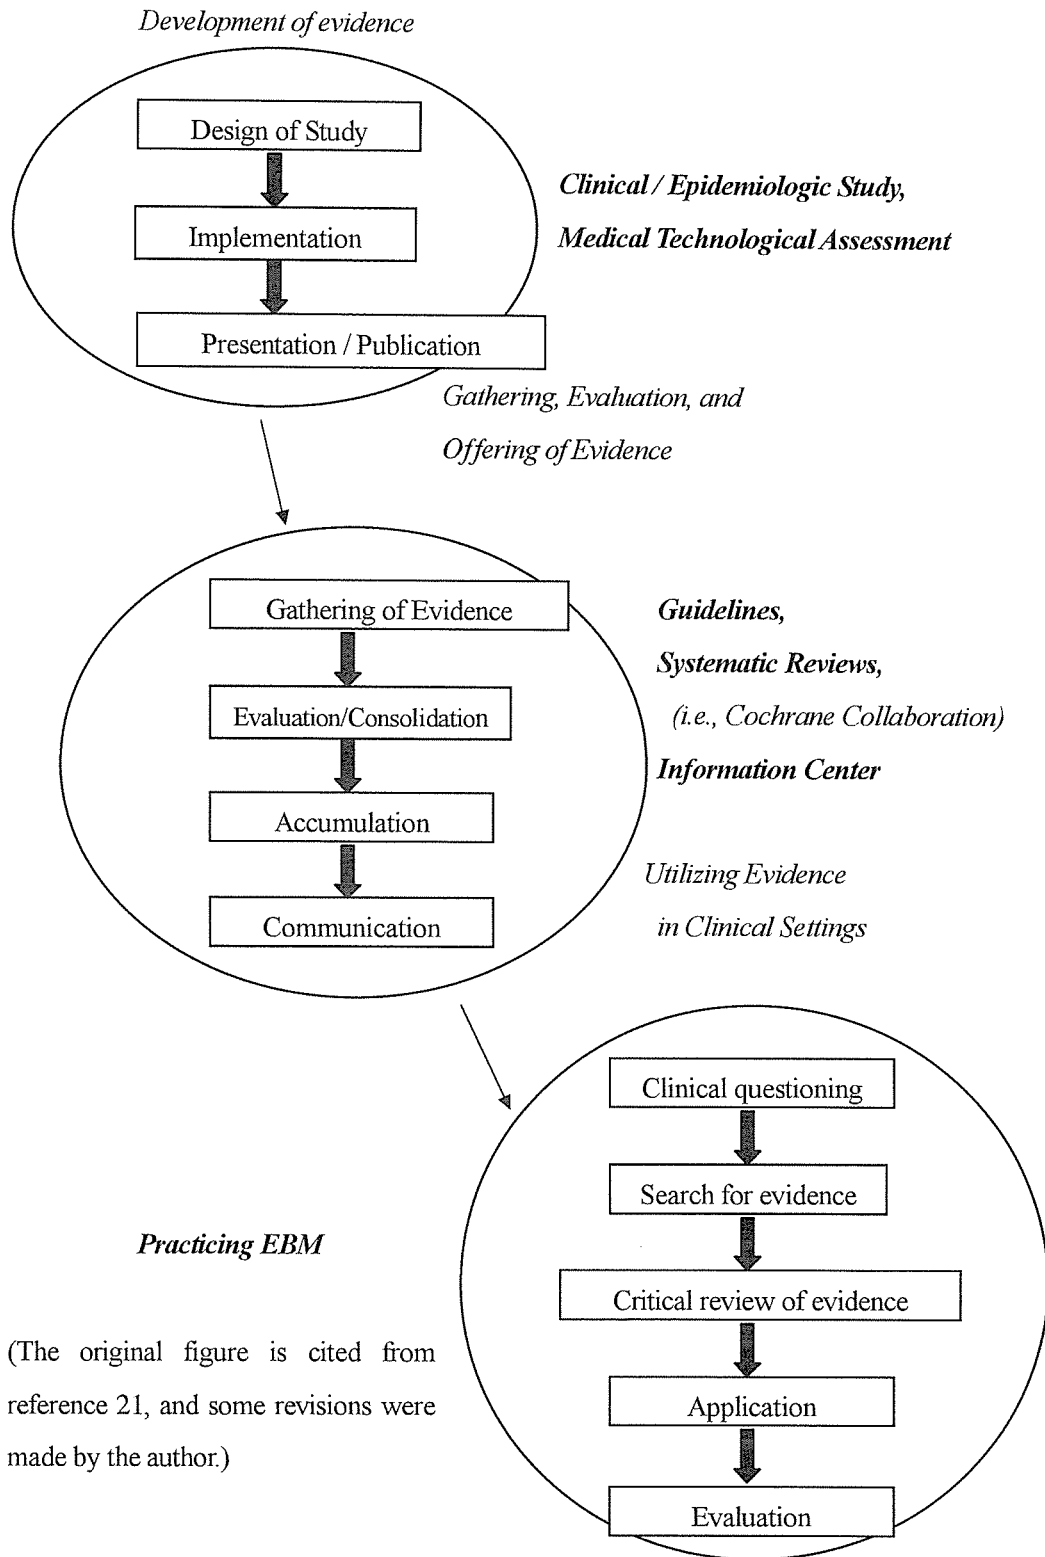 Development of evidence
Design of Study
Implementation
Presentation / Publication
Clinical / Epidemiologic Study,
Medical Technological Assessment
Gathering, Evaluation, and
Offering of Evidence
Gathering of Evidence
Evaluation/Consolidation
Accumulation
Communication
Guidelines,
Systematic Reviews,
(i.e., Cochrane Collaboration)
Information Center
Utilizing Evidence
in Clinical Settings
Clinical questioning
Search for evidence
Critical review of evidence
Application
Evaluation
Practicing EBM
(The original figure is cited from
reference 21, and some revisions were
made by the author.)